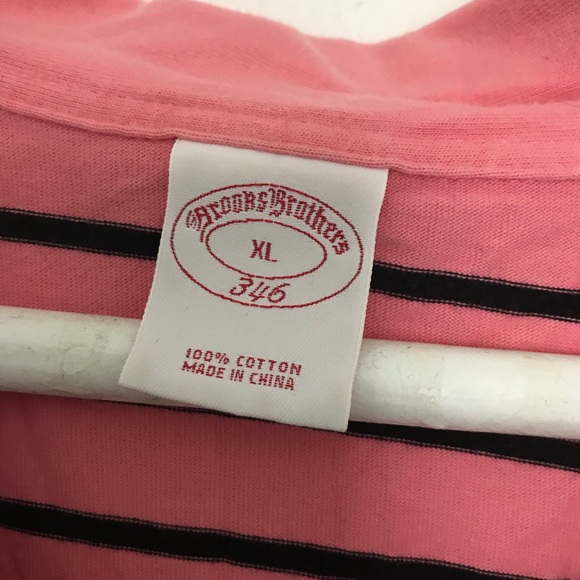 Brooks Brothers
XL
346
100% COTTON
MADE IN CHINA